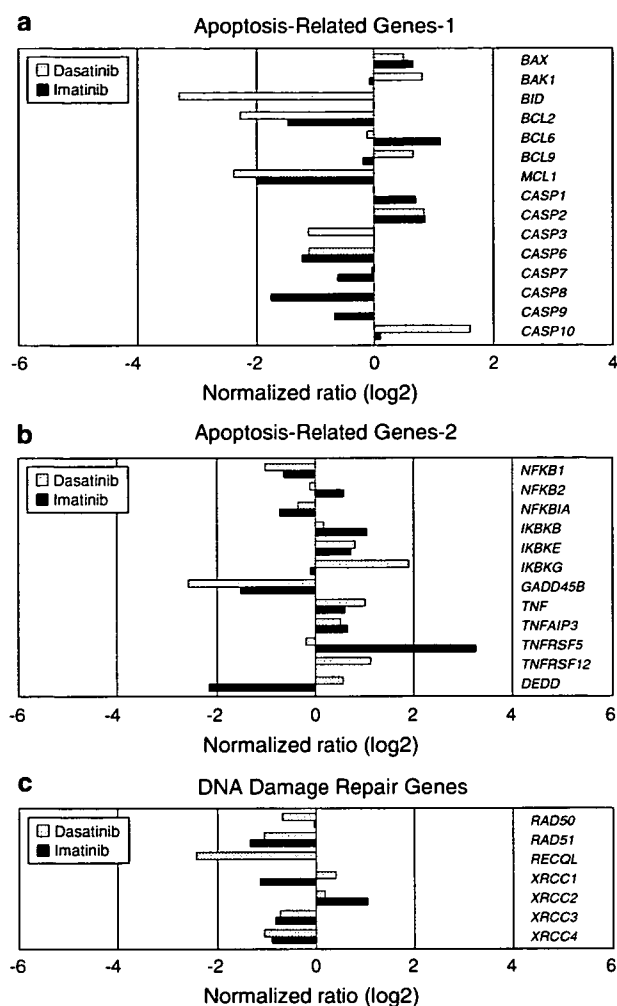 a
Apoptosis-Related Genes-1
Dasatinib
Imatinib
BAX
BAK1
BID
BCL2
BCL6
BCL9
MCL1
CASP1
CASP2
CASP3
CASP6
CASP7
CASP8
CASP9
CASP10
-6 -4 -2 0 2 4
Normalized ratio (log2)
b
Apoptosis-Related Genes-2
Dasatinib
Imatinib
NFKB1
NFKB2
NFKBIA
IKBKB
IKBKE
IKBKG
GADD45B
TNF
TNFAIP3
TNFRSF5
TNFRSF12
DEDD
-6 -4 -2 0 2 4 6
Normalized ratio (log2)
c
DNA Damage Repair Genes
Dasatinib
Imatinib
RAD50
RAD51
RECQL
XRCC1
XRCC2
XRCC3
XRCC4
-6 -4 -2 0 2 4 6
Normalized ratio (log2)